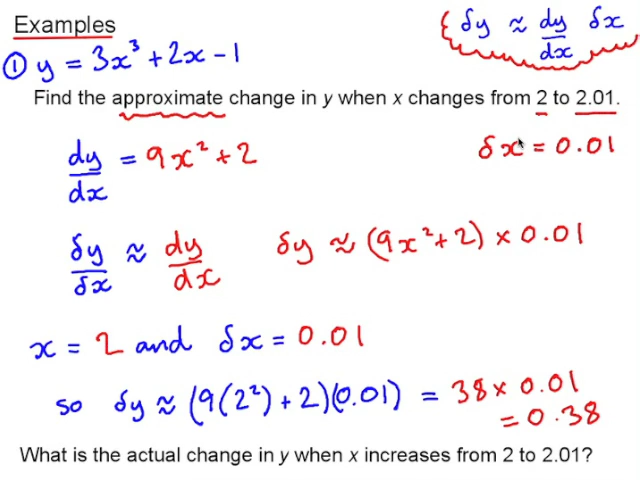 Examples
{ δy ≈ dy/dx δx
① y = 3x³ + 2x - 1
Find the approximate change in y when x changes from 2 to 2.01.
dy/dx = 9x² + 2
δx = 0.01
δy/δx ≈ dy/dx
δy ≈ (9x² + 2) × 0.01
x = 2 and δx = 0.01
so δy ≈ (9(2²) + 2)(0.01) = 38 × 0.01
= 0.38
What is the actual change in y when x increases from 2 to 2.01?